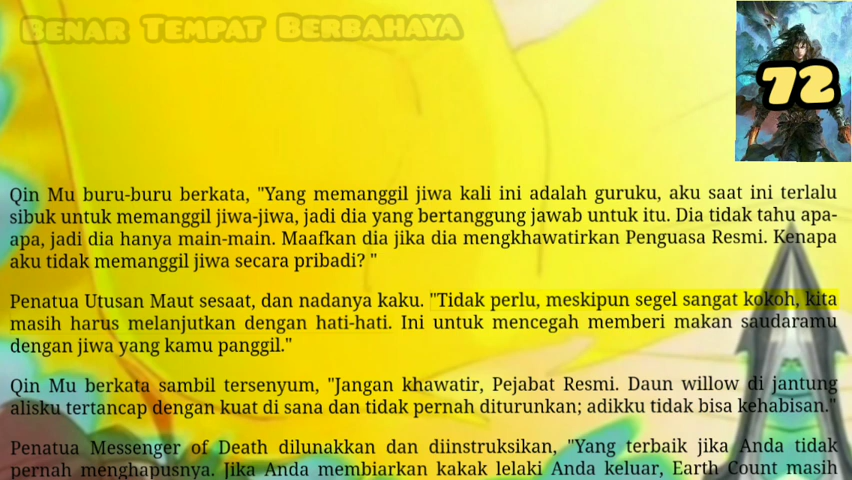 Benar Tempat Berbahaya
72
Qin Mu buru-buru berkata, "Yang memanggil jiwa kali ini adalah guruku, aku saat ini terlalu
sibuk untuk memanggil jiwa-jiwa, jadi dia yang bertanggung jawab untuk itu. Dia tidak tahu apa-
apa, jadi dia hanya main-main. Maafkan dia jika dia mengkhawatirkan Penguasa Resmi. Kenapa
aku tidak memanggil jiwa secara pribadi? "
Penatua Utusan Maut sesaat, dan nadanya kaku. "Tidak perlu, meskipun segel sangat kokoh, kita
masih harus melanjutkan dengan hati-hati. Ini untuk mencegah memberi makan saudaramu
dengan jiwa yang kamu panggil."
Qin Mu berkata sambil tersenyum, "Jangan khawatir, Pejabat Resmi. Daun willow di jantung
alisku tertancap dengan kuat di sana dan tidak pernah diturunkan; adikku tidak bisa kehabisan."
Penatua Messenger of Death dilunakkan dan diinstruksikan, "Yang terbaik jika Anda tidak
pernah menghapusnya. Jika Anda membiarkan kakak lelaki Anda keluar, Earth Count masih